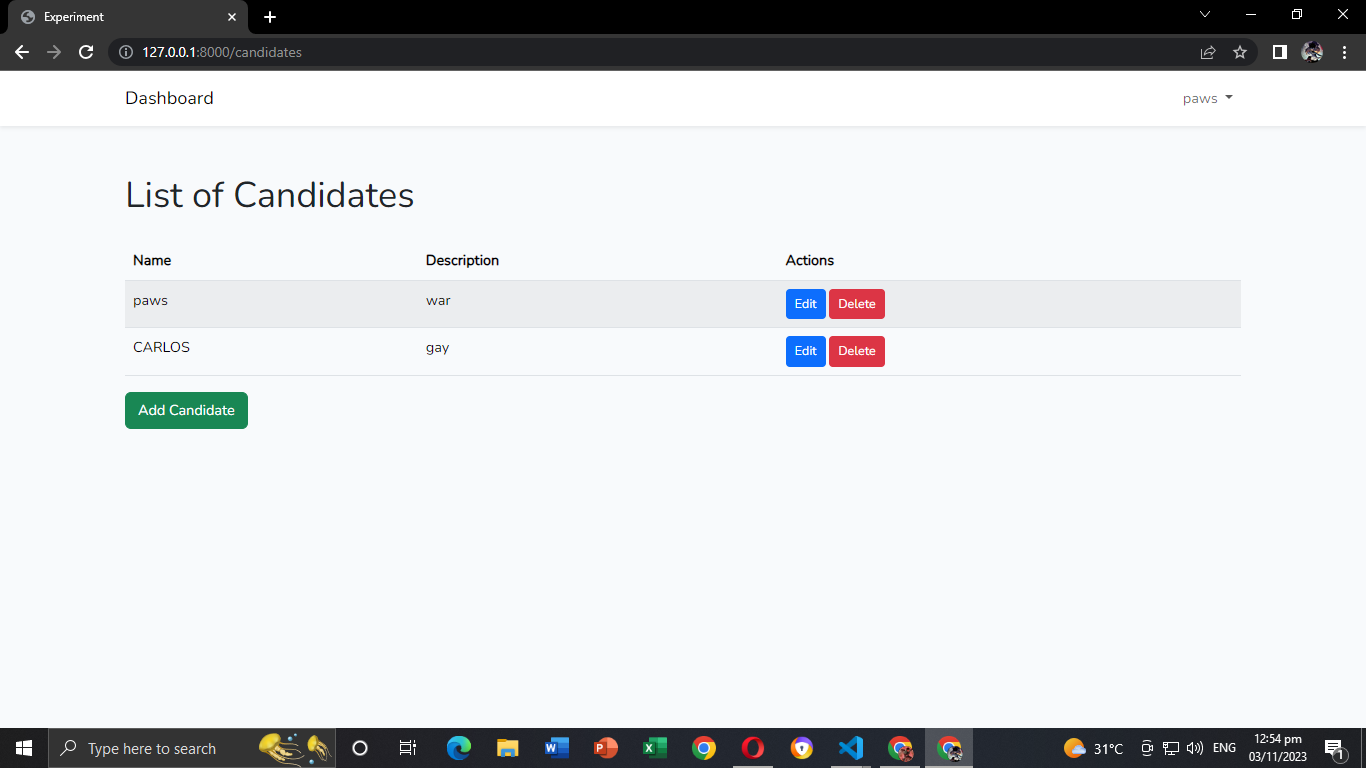 Experiment
127.0.0.1:8000/candidates
Dashboard
paws
List of Candidates
Name Description Actions
paws war Edit Delete
CARLOS gay Edit Delete
Add Candidate
Type here to search
31°C
ENG
12:54 pm
03/11/2023
1